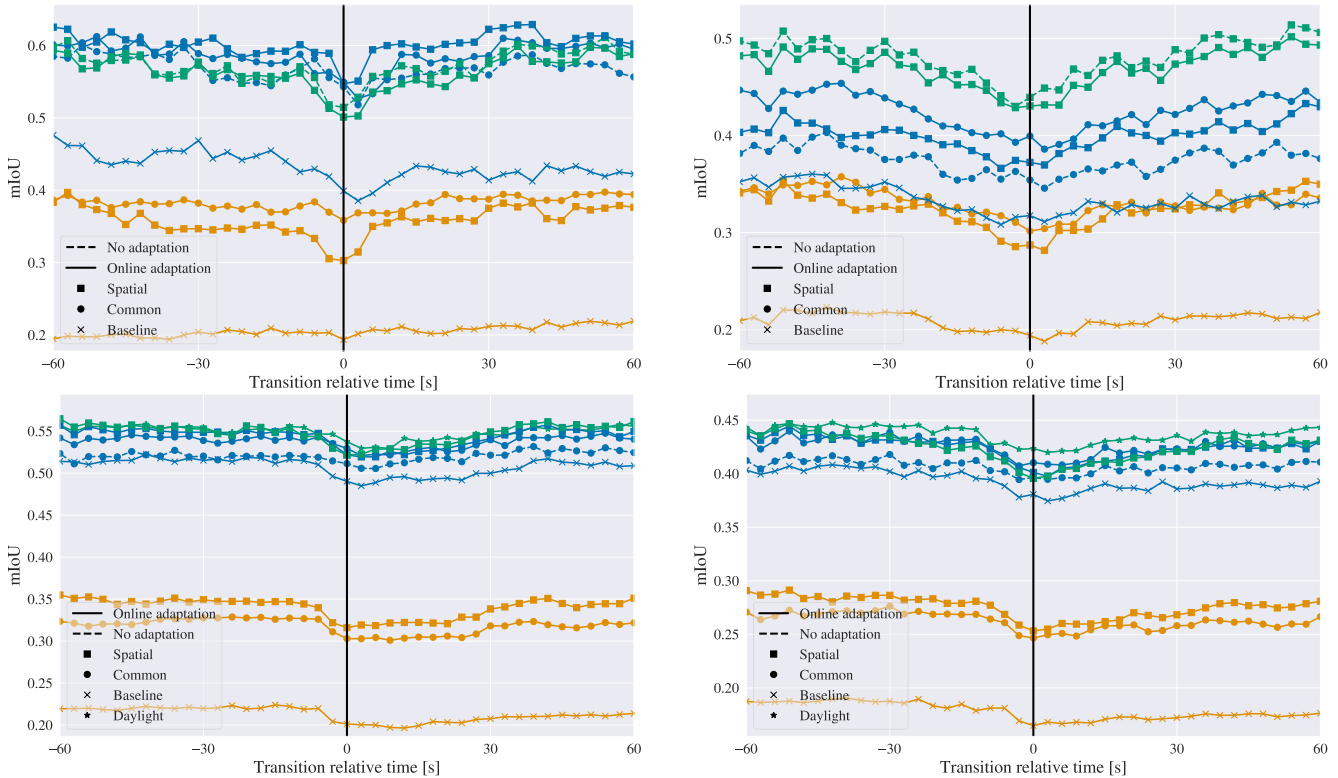 0.6
0.5
mIoU
0.4
0.3
0.2
No adaptation
Online adaptation
Spatial
Common
Baseline
−60
−30
0
30
60
Transition relative time [s]
0.5
0.4
mIoU
0.3
0.2
No adaptation
Online adaptation
Spatial
Common
Baseline
−60
−30
0
30
60
Transition relative time [s]
0.55
0.50
0.45
0.40
mIoU
0.35
0.30
0.25
0.20
Online adaptation
No adaptation
Spatial
Common
Baseline
Daylight
−60
−30
0
30
60
Transition relative time [s]
0.45
0.40
0.35
mIoU
0.30
0.25
0.20
Online adaptation
No adaptation
Spatial
Common
Baseline
Daylight
−60
−30
0
30
60
Transition relative time [s]